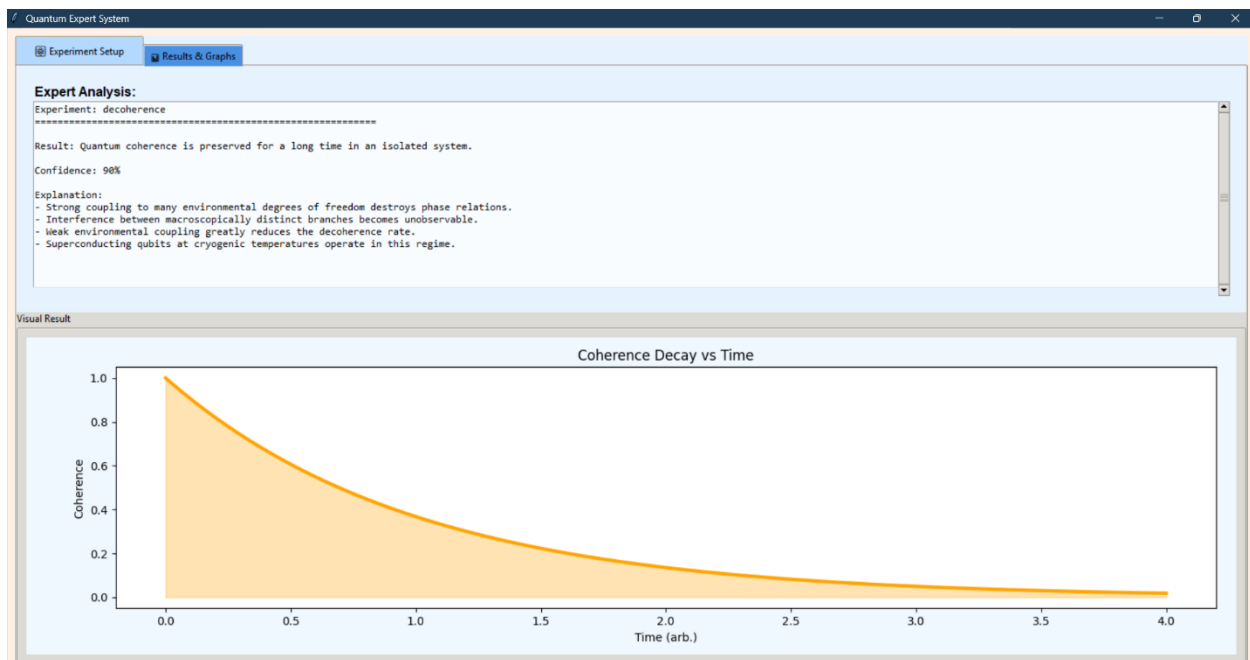 Quantum Expert System
Experiment Setup
Results & Graphs
Expert Analysis:
Experiment: decoherence
============================================================
Result: Quantum coherence is preserved for a long time in an isolated system.
Confidence: 90%
Explanation:
- Strong coupling to many environmental degrees of freedom destroys phase relations.
- Interference between macroscopically distinct branches becomes unobservable.
- Weak environmental coupling greatly reduces the decoherence rate.
- Superconducting qubits at cryogenic temperatures operate in this regime.
Visual Result
Coherence Decay vs Time
Coherence
1.0
0.8
0.6
0.4
0.2
0.0
0.0 0.5 1.0 1.5 2.0 2.5 3.0 3.5 4.0
Time (arb.)